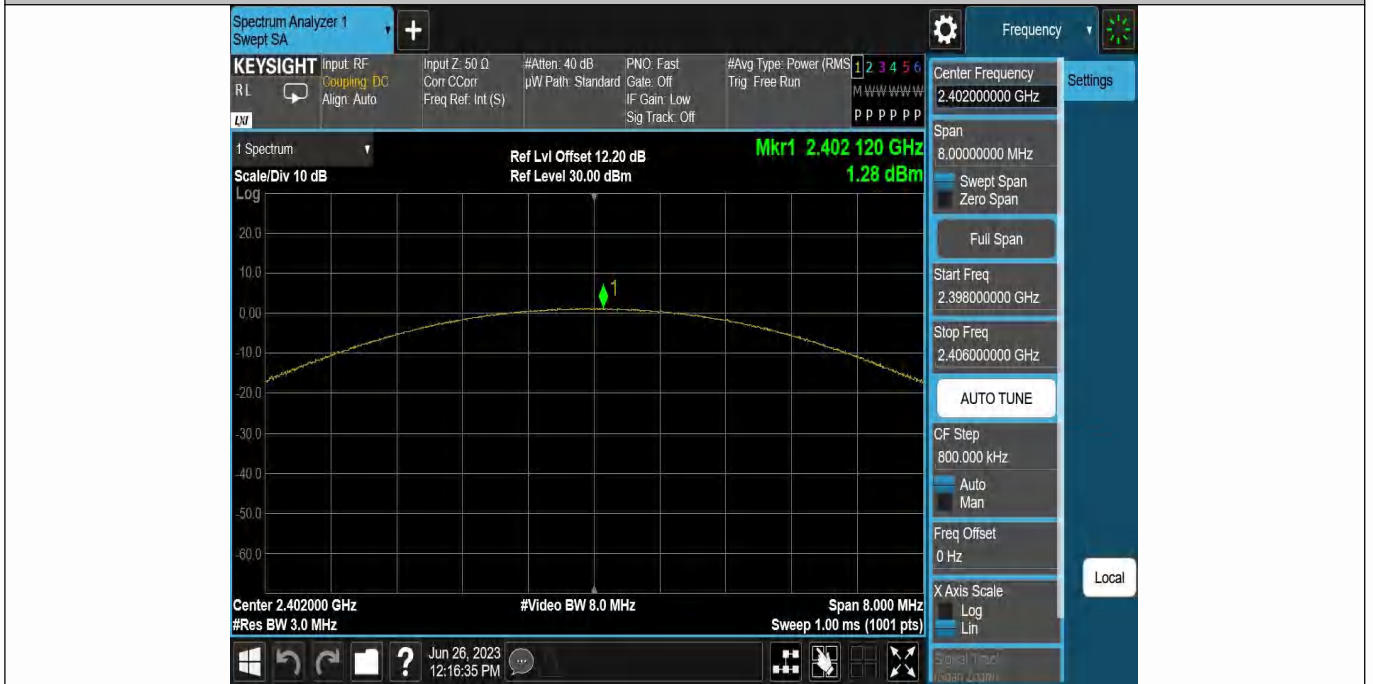 Spectrum Analyzer 1
Swept SA
+
Frequency
KEYSIGHT
RL
LXI
Input: RF
Coupling: DC
Align: Auto
Input Z: 50 Ω
Corr CCorr
Freq Ref: Int (S)
#Atten: 40 dB
µW Path: Standard
PNO: Fast
Gate: Off
IF Gain: Low
Sig Track: Off
#Avg Type: Power (RMS
Trig: Free Run
1 2 3 4 5 6
M W W W W W
P P P P P P
Center Frequency
2.402000000 GHz
Settings
1 Spectrum
Scale/Div 10 dB
Log
Ref Lvl Offset 12.20 dB
Ref Level 30.00 dBm
Mkr1 2.402 120 GHz
1.28 dBm
Span
8.00000000 MHz
Swept Span
Zero Span
Full Span
Start Freq
2.398000000 GHz
Stop Freq
2.406000000 GHz
AUTO TUNE
CF Step
800.000 kHz
Auto
Man
Freq Offset
0 Hz
X Axis Scale
Log
Lin
Signal Track
(Span Zoom)
Local
20.0
10.0
0.00
-10.0
-20.0
-30.0
-40.0
-50.0
-60.0
1
Center 2.402000 GHz
#Res BW 3.0 MHz
#Video BW 8.0 MHz
Span 8.000 MHz
Sweep 1.00 ms (1001 pts)
?
Jun 26, 2023
12:16:35 PM